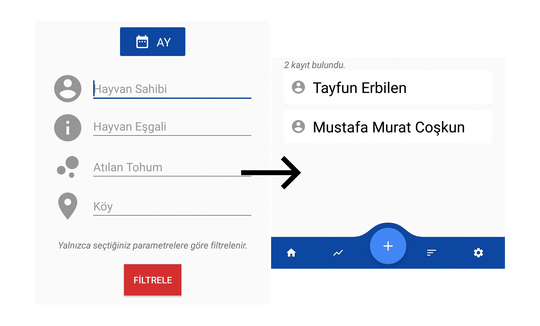 AY
Hayvan Sahibi
Hayvan Eşgali
Atılan Tohum
Köy
Yalnızca seçtiğiniz parametrelere göre filtrelenir.
FİLTRELE
2 kayıt bulundu.
Tayfun Erbilen
Mustafa Murat Coşkun